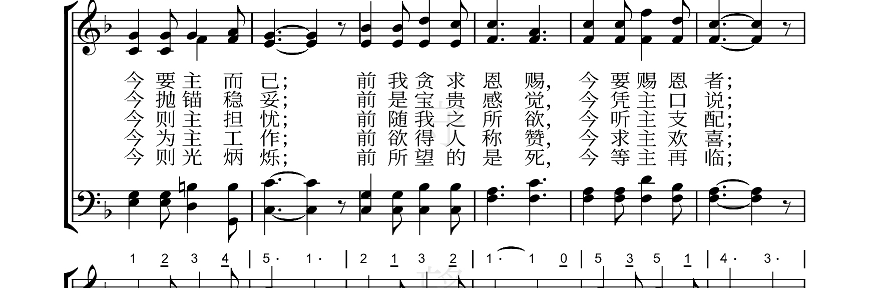 今要主而已；前我贪求恩赐，今要赐恩者；
今抛锚稳妥；前是宝贵感觉，今凭主口说；
今则主担忧；前随我之所欲，今听主支配；
今为主工作；前欲得人称赞，今求主欢喜；
今则光炳烁；前所望的是死，今等主再临；
1 2 3 4 | 5· 1· | 2 1 3 2 | 1· 1 0 | 5 3 5 1 | 4· 3· |